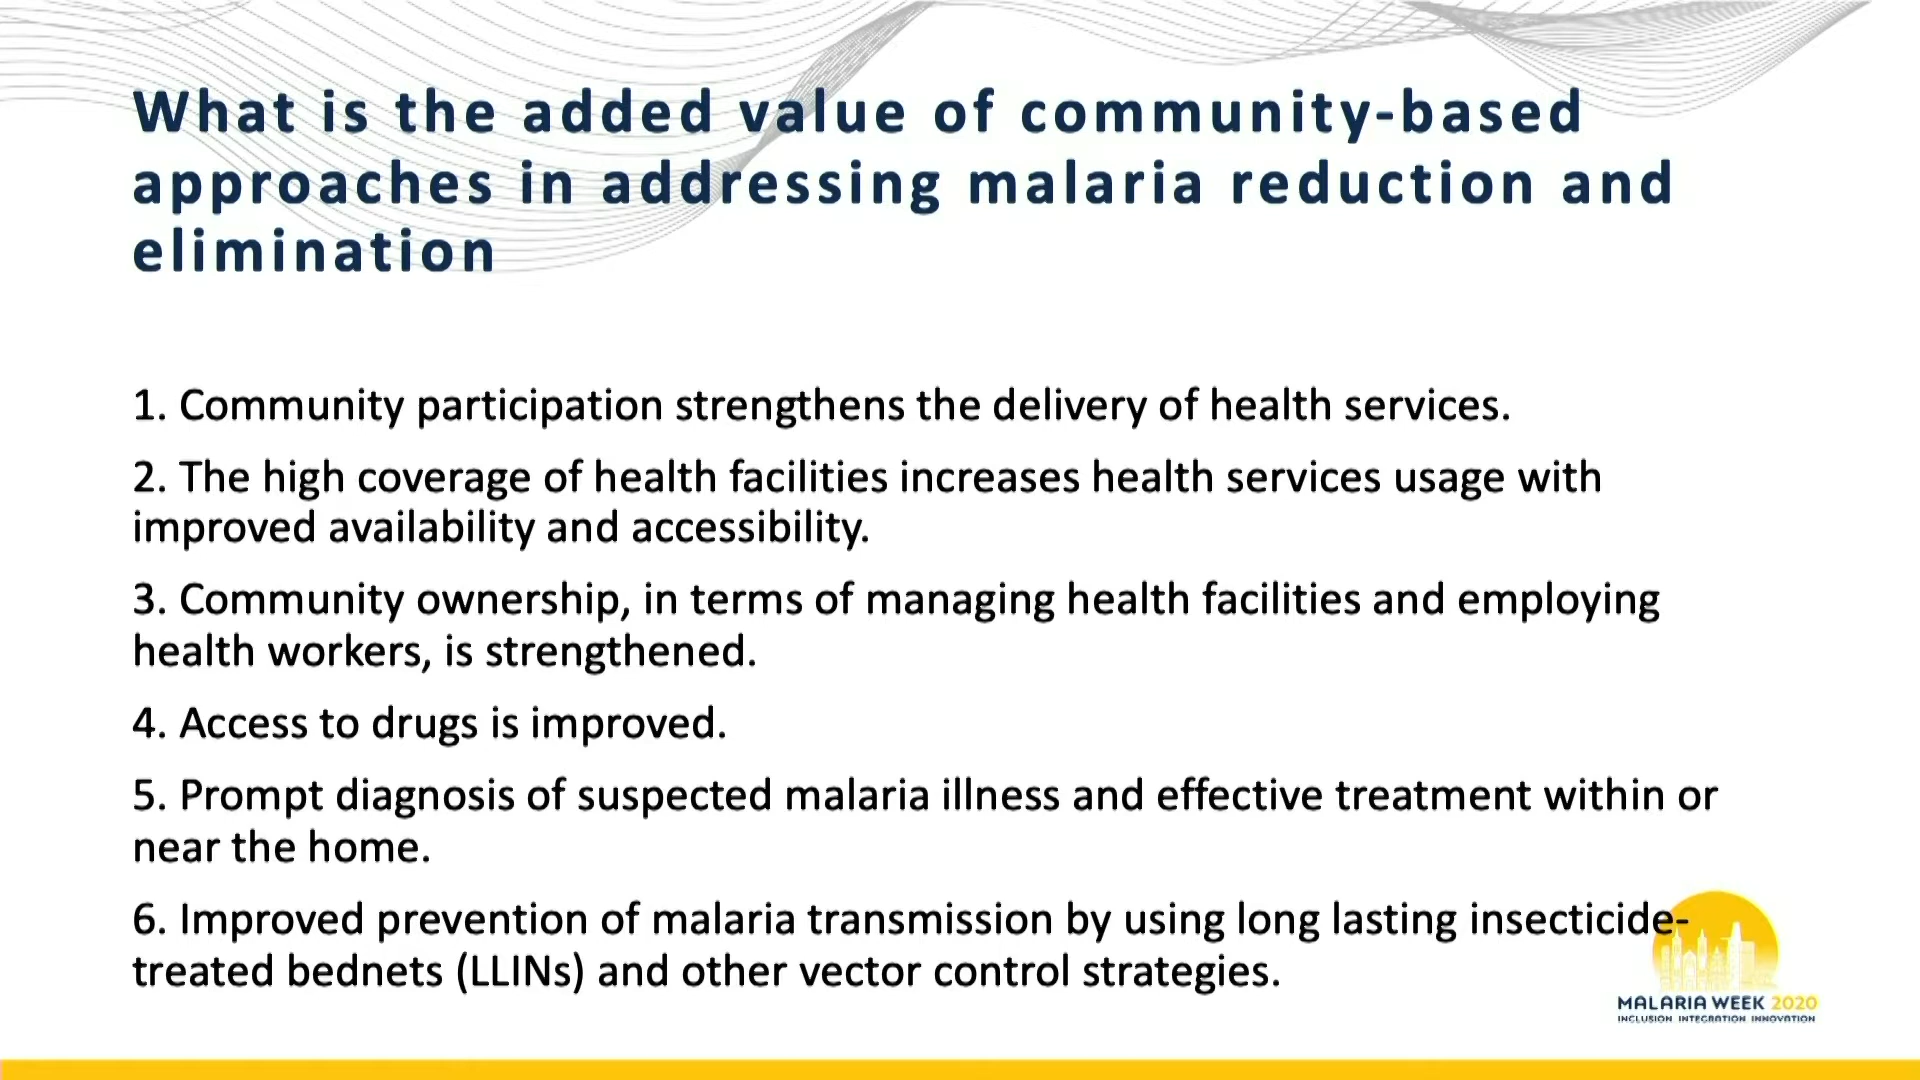 What is the added value of community-based
approaches in addressing malaria reduction and
elimination
1. Community participation strengthens the delivery of health services.
2. The high coverage of health facilities increases health services usage with
improved availability and accessibility.
3. Community ownership, in terms of managing health facilities and employing
health workers, is strengthened.
4. Access to drugs is improved.
5. Prompt diagnosis of suspected malaria illness and effective treatment within or
near the home.
6. Improved prevention of malaria transmission by using long lasting insecticide-
treated bednets (LLINs) and other vector control strategies.
MALARIA WEEK 2020
INCLUSION INTEGRATION INNOVATION